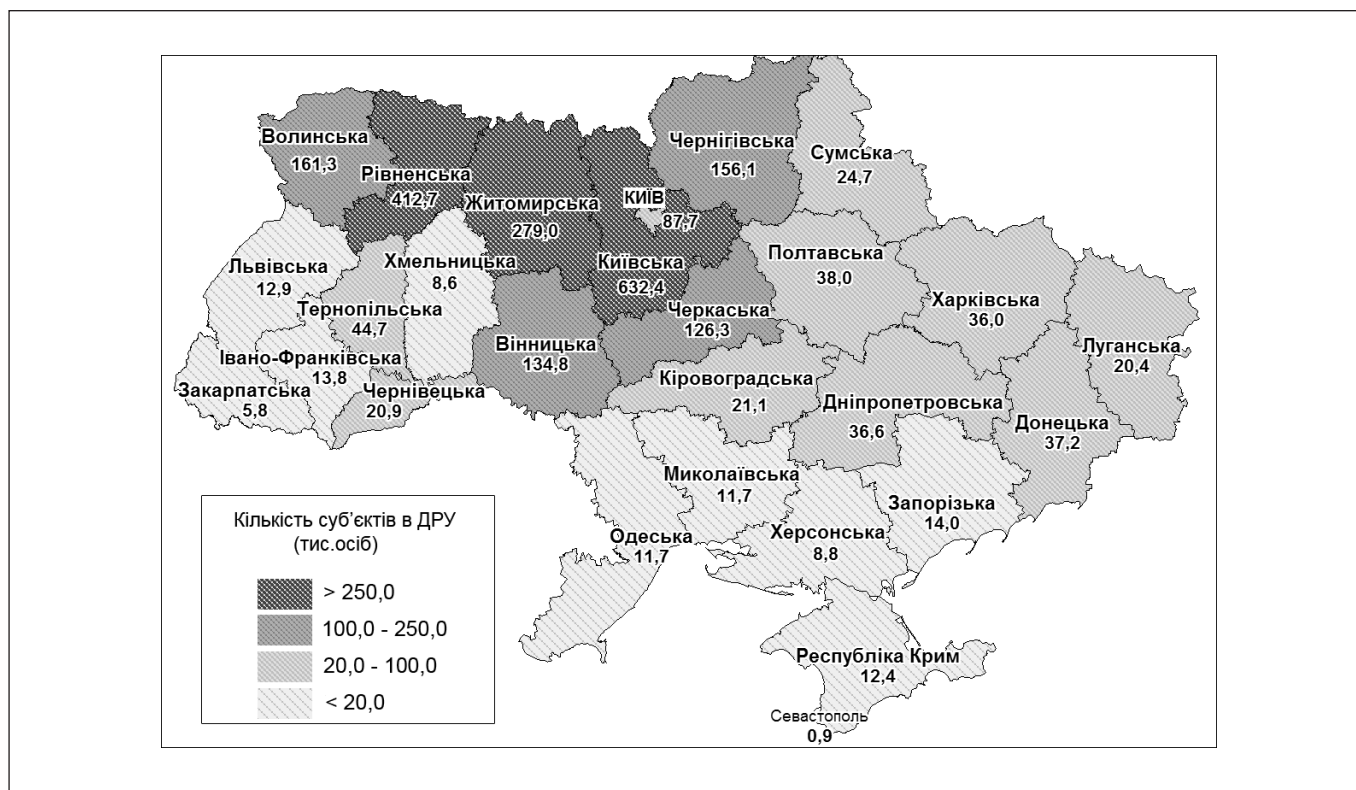 Волинська
161,3
Рівненська
412,7
Житомирська
279,0
КИЇВ
87,7
Київська
632,4
Чернігівська
156,1
Сумська
24,7
Львівська
12,9
Тернопільська
44,7
Хмельницька
8,6
Вінницька
134,8
Черкаська
126,3
Полтавська
38,0
Харківська
36,0
Луганська
20,4
Івано-Франківська
13,8
Закарпатська
5,8
Чернівецька
20,9
Кіровоградська
21,1
Дніпропетровська
36,6
Донецька
37,2
Миколаївська
11,7
Одеська
11,7
Херсонська
8,8
Запорізька
14,0
Республіка Крим
12,4
Севастополь
0,9
Кількість суб’єктів в ДРУ
(тис.осіб)
> 250,0
100,0 - 250,0
20,0 - 100,0
< 20,0